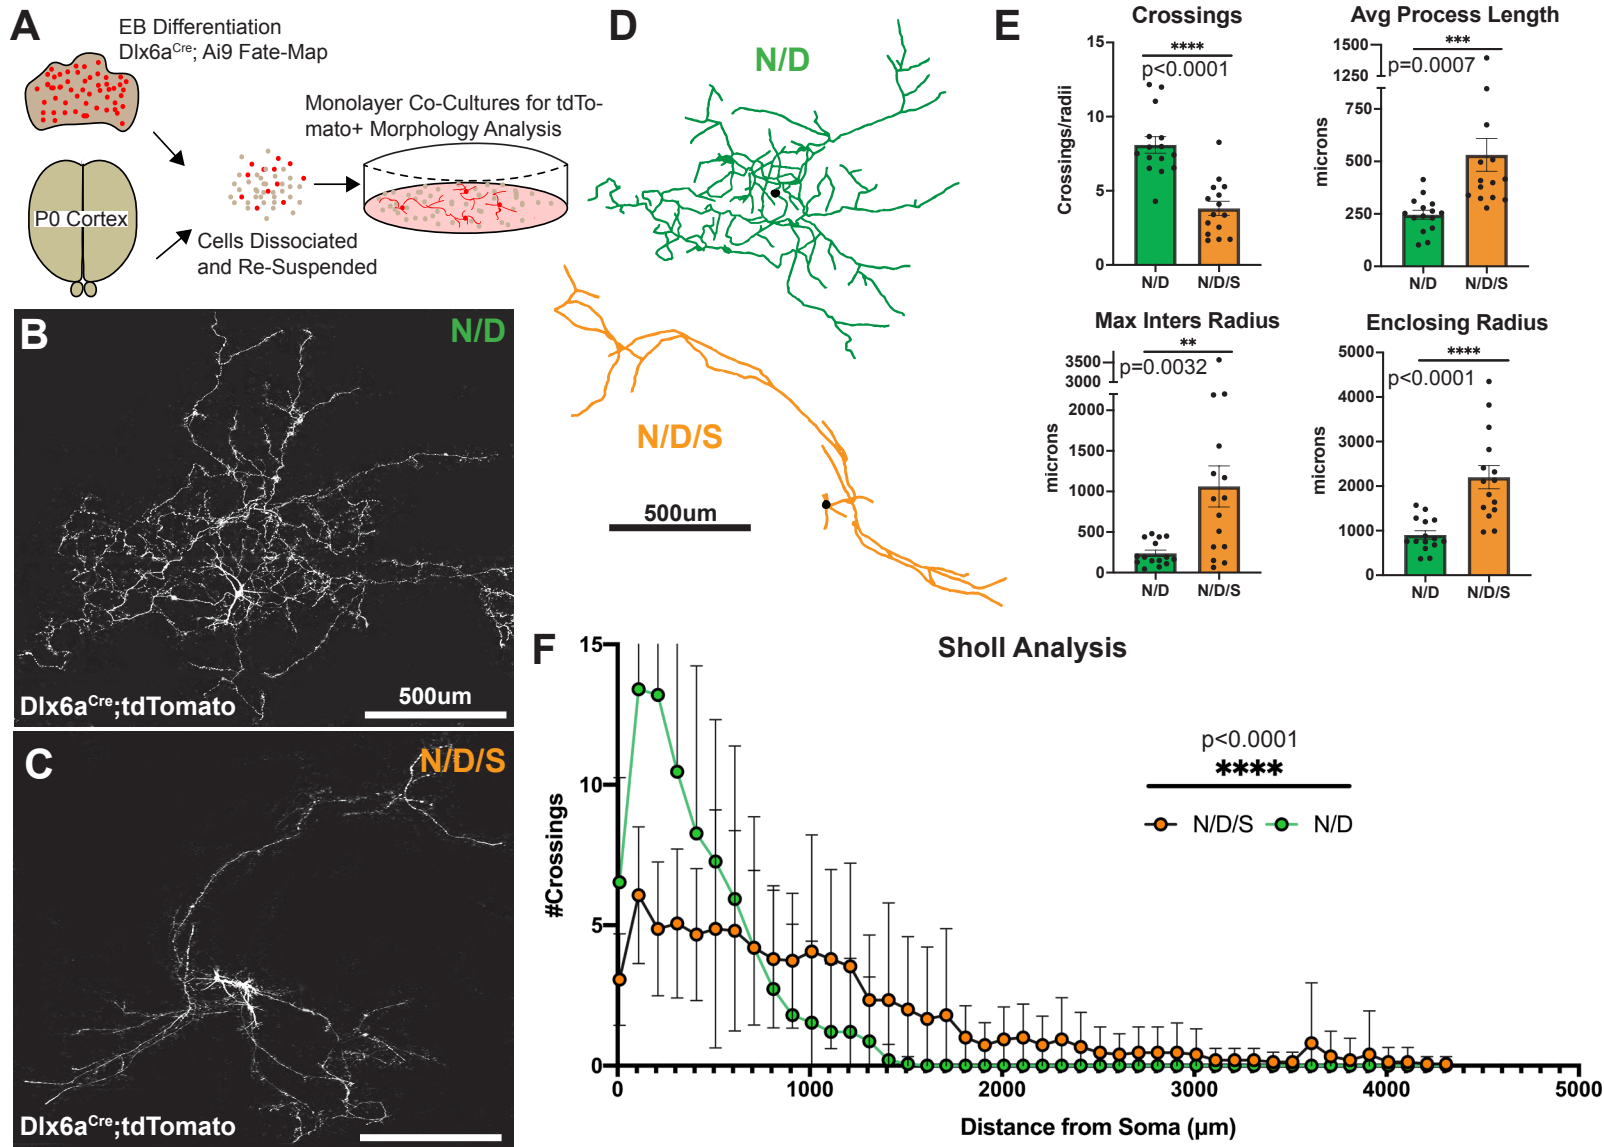 A
EB Differentiation
Dlx6aCre; Ai9 Fate-Map
P0 Cortex
Cells Dissociated
and Re-Suspended
Monolayer Co-Cultures for tdTo-
mato+ Morphology Analysis
B
N/D
Dlx6aCre;tdTomato
500um
C
N/D/S
Dlx6aCre;tdTomato
D
N/D
N/D/S
500um
E
Crossings
****
p<0.0001
Crossings/radii
15
10
5
0
N/D
N/D/S
Avg Process Length
***
p=0.0007
microns
1500
1250
750
500
250
0
N/D
N/D/S
Max Inters Radius
**
p=0.0032
microns
3500
3000
2000
1500
1000
500
0
N/D
N/D/S
Enclosing Radius
****
p<0.0001
microns
5000
4000
3000
2000
1000
0
N/D
N/D/S
F
Sholl Analysis
p<0.0001
****
N/D/S
N/D
#Crossings
15
10
5
0
0
1000
2000
3000
4000
5000
Distance from Soma (µm)